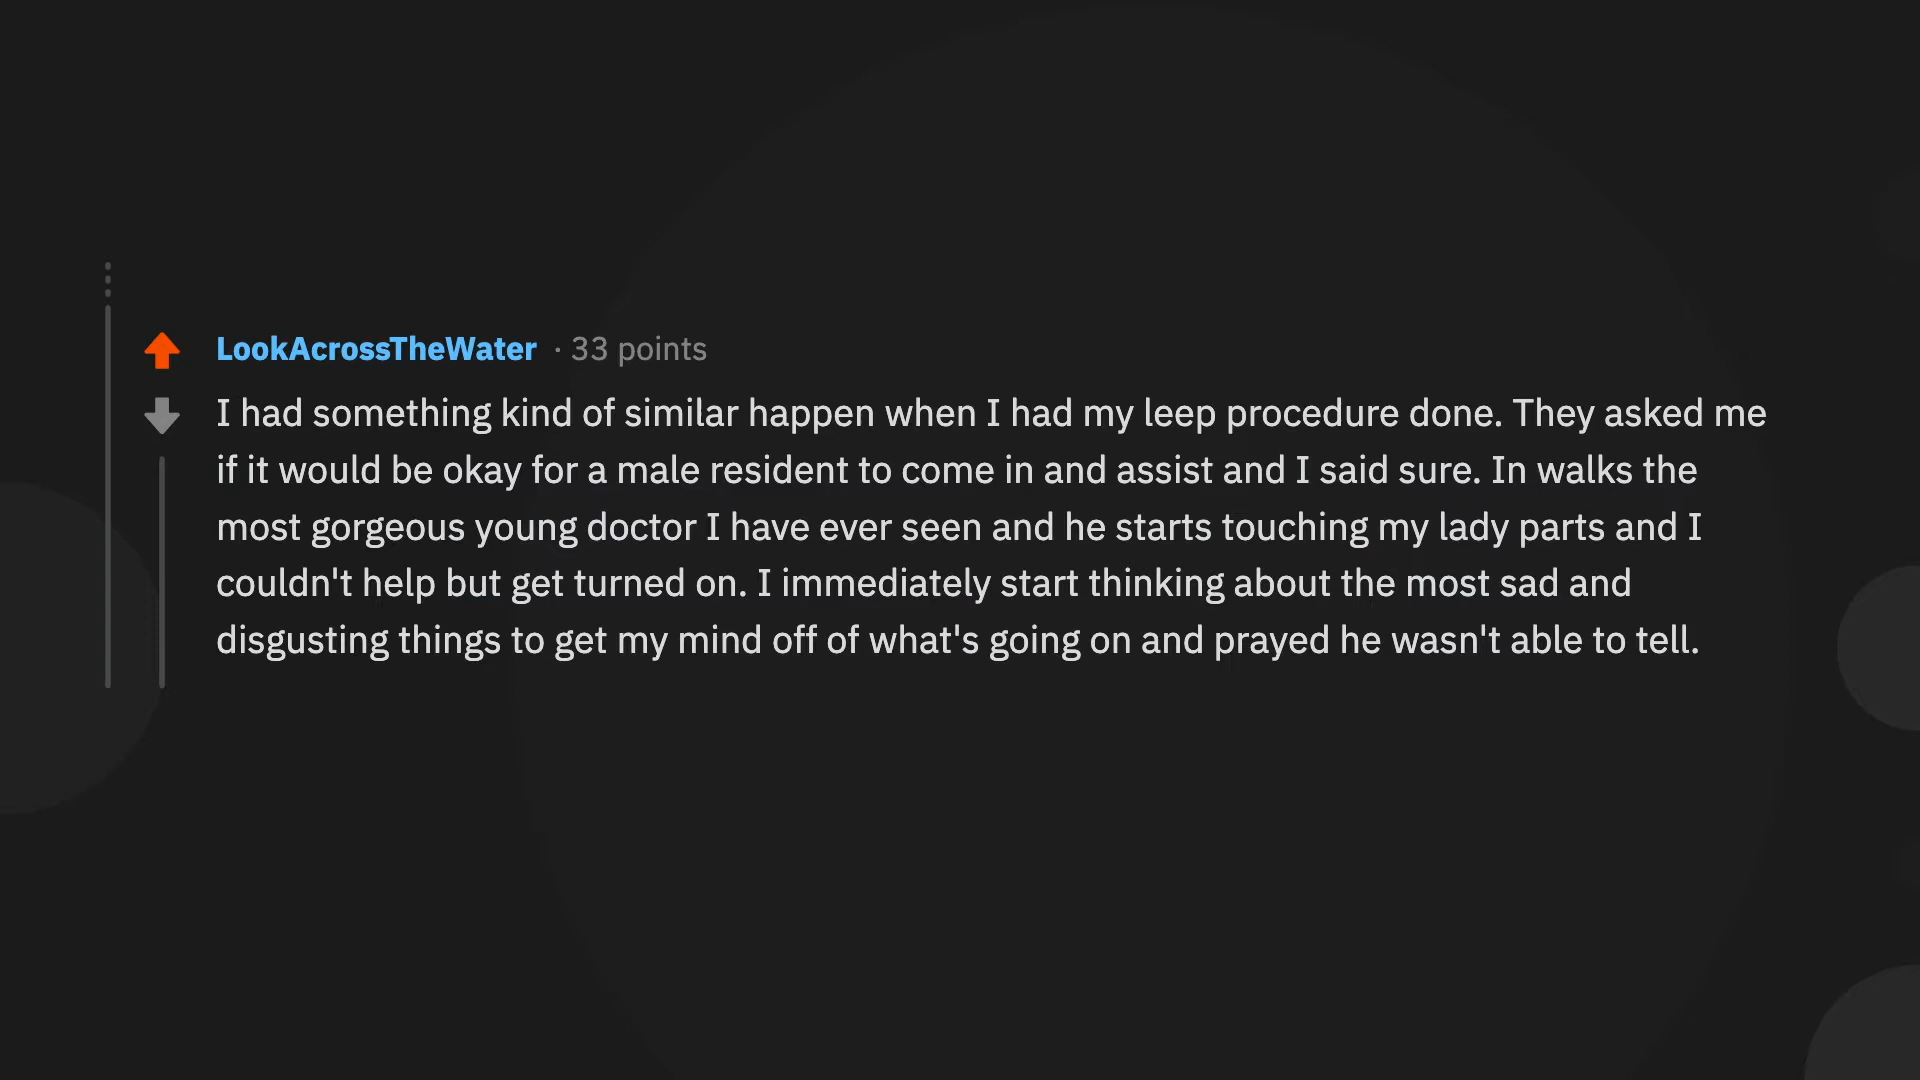 LookAcrossTheWater · 33 points
I had something kind of similar happen when I had my leep procedure done. They asked me
if it would be okay for a male resident to come in and assist and I said sure. In walks the
most gorgeous young doctor I have ever seen and he starts touching my lady parts and I
couldn't help but get turned on. I immediately start thinking about the most sad and
disgusting things to get my mind off of what's going on and prayed he wasn't able to tell.